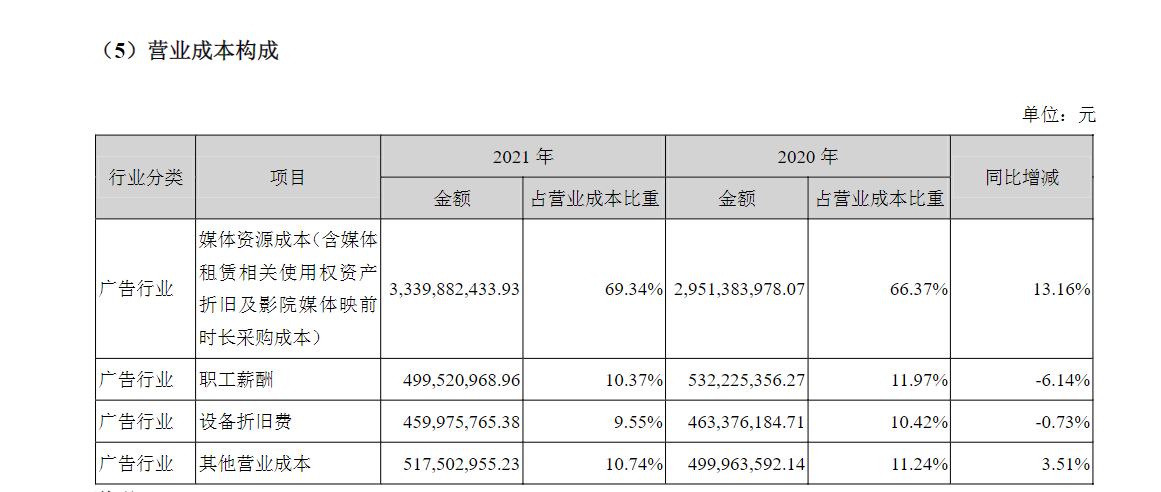 （5）营业成本构成
单位：元
行业分类 项目 2021 年 2020 年 同比增减
金额 占营业成本比重 金额 占营业成本比重
广告行业 媒体资源成本（含媒体
租赁相关使用权资产
折旧及影院媒体映前
时长采购成本） 3,339,882,433.93 69.34% 2,951,383,978.07 66.37% 13.16%
广告行业 职工薪酬 499,520,968.96 10.37% 532,225,356.27 11.97% -6.14%
广告行业 设备折旧费 459,975,765.38 9.55% 463,376,184.71 10.42% -0.73%
广告行业 其他营业成本 517,502,955.23 10.74% 499,963,592.14 11.24% 3.51%